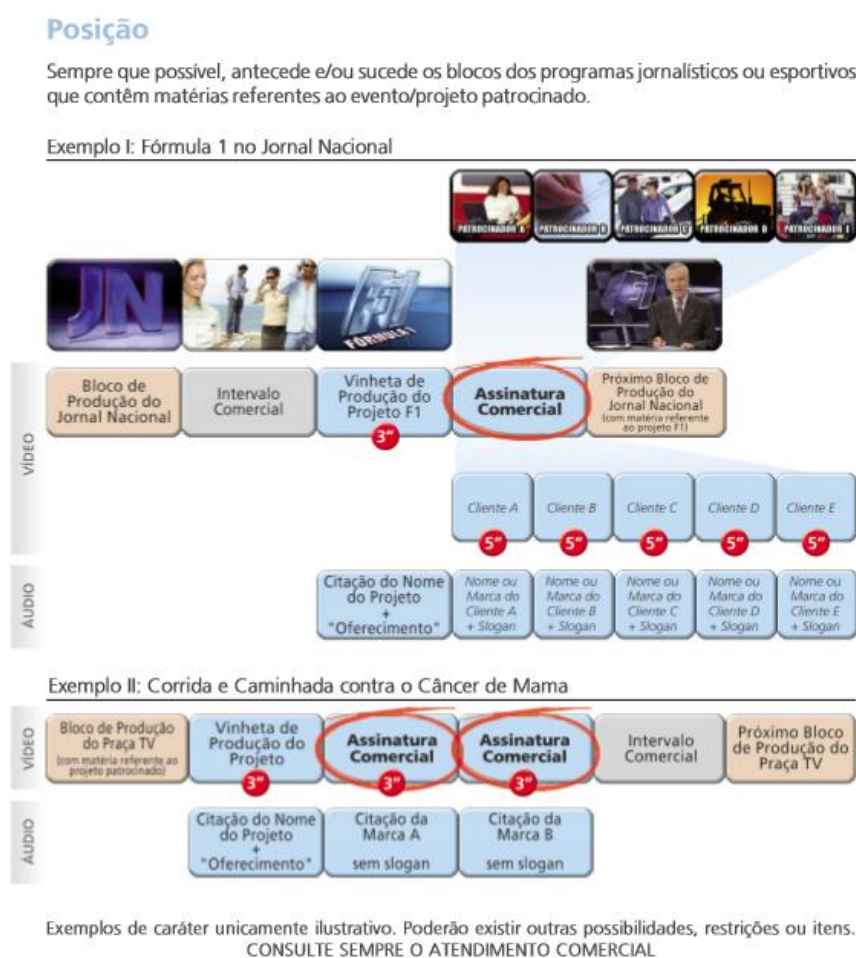 Posição
Sempre que possível, antecede e/ou sucede os blocos dos programas jornalísticos ou esportivos
que contêm matérias referentes ao evento/projeto patrocinado.
Exemplo I: Fórmula 1 no Jornal Nacional
PATROCINADOR A
PATROCINADOR B
PATROCINADOR C
PATROCINADOR D
PATROCINADOR E
JN
F1
FÓRMULA 1
F1
VÍDEO
Bloco de
Produção do
Jornal Nacional
Intervalo
Comercial
Vinheta de
Produção do
Projeto F1
3"
Assinatura
Comercial
Próximo Bloco de
Produção do
Jornal Nacional
(com matéria referente
ao projeto F1)
Cliente A
5"
Cliente B
5"
Cliente C
5"
Cliente D
5"
Cliente E
5"
ÁUDIO
Citação do Nome
do Projeto
+
"Oferecimento"
Nome ou
Marca do
Cliente A
+ Slogan
Nome ou
Marca do
Cliente B
+ Slogan
Nome ou
Marca do
Cliente C
+ Slogan
Nome ou
Marca do
Cliente D
+ Slogan
Nome ou
Marca do
Cliente E
+ Slogan
Exemplo II: Corrida e Caminhada contra o Câncer de Mama
VÍDEO
Bloco de Produção
do Praça TV
(com matéria referente ao
projeto patrocinado)
Vinheta de
Produção do
Projeto
3"
Assinatura
Comercial
3"
Assinatura
Comercial
3"
Intervalo
Comercial
Próximo Bloco
de Produção do
Praça TV
ÁUDIO
Citação do Nome
do Projeto
+
"Oferecimento"
Citação da
Marca A
sem slogan
Citação da
Marca B
sem slogan
Exemplos de caráter unicamente ilustrativo. Poderão existir outras possibilidades, restrições ou itens.
CONSULTE SEMPRE O ATENDIMENTO COMERCIAL